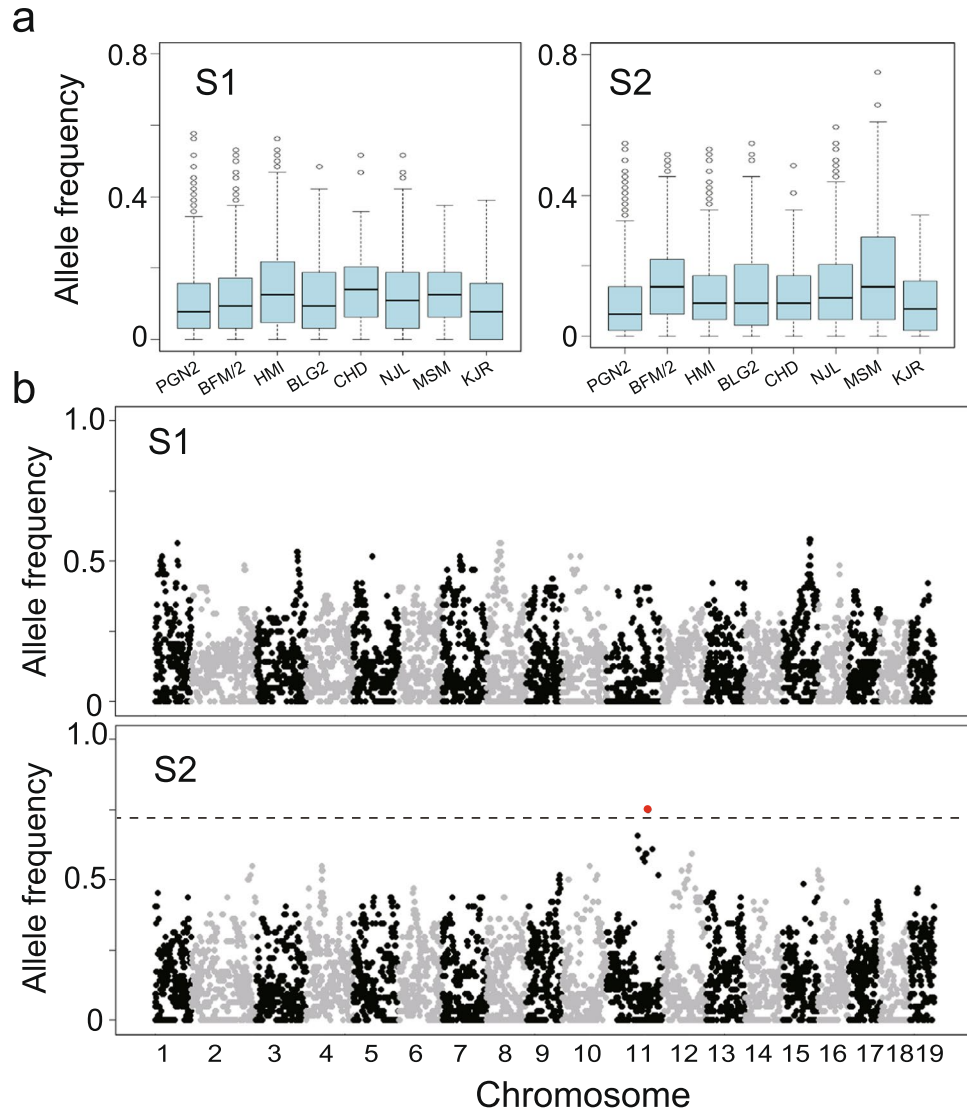 a
0.8
0.4
0
Allele frequency
S1
PGN2 BFM/2 HMI BLG2 CHD NJL MSM KJR
0.8
0.4
0
S2
PGN2 BFM/2 HMI BLG2 CHD NJL MSM KJR
b
1.0
0.5
0
Allele frequency
S1
1.0
0.5
0
Allele frequency
S2
1 2 3 4 5 6 7 8 9 10 11 12 13 14 15 16 17 18 19
Chromosome